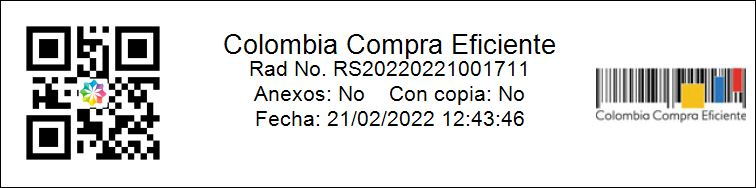 Colombia Compra Eficiente
Rad No. RS20220221001711
Anexos: No    Con copia: No
Fecha: 21/02/2022 12:43:46
Colombia Compra Eficiente